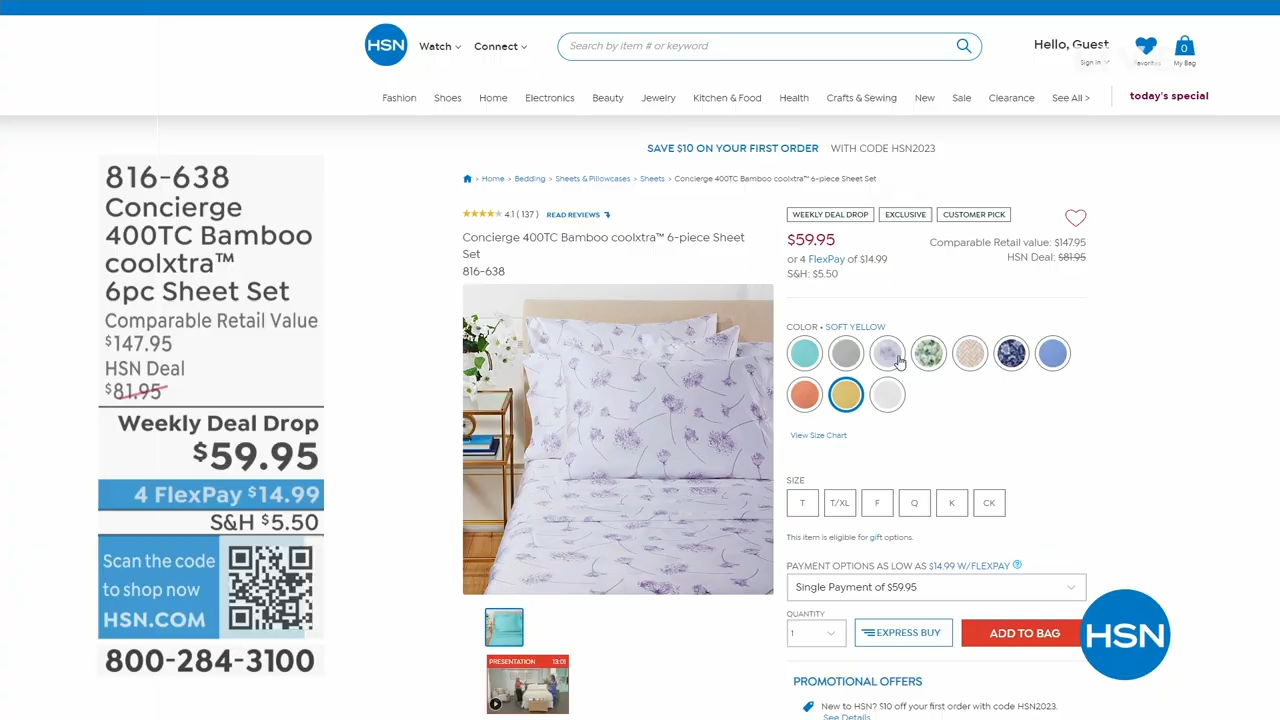 HSN
Watch
Connect
Search by item # or keyword
Hello, Guest
Sign In
Favorites
0
My Bag
Fashion
Shoes
Home
Electronics
Beauty
Jewelry
Kitchen & Food
Health
Crafts & Sewing
New
Sale
Clearance
See All >
today's special
SAVE $10 ON YOUR FIRST ORDER WITH CODE HSN2023
816-638
Concierge
400TC Bamboo
coolxtra™
6pc Sheet Set
Comparable Retail Value
$147.95
HSN Deal
$81.95
Weekly Deal Drop
$59.95
4 FlexPay $14.99
S&H $5.50
Scan the code
to shop now
HSN.COM
800-284-3100
Home > Bedding > Sheets & Pillowcases > Sheets > Concierge 400TC Bamboo coolxtra™ 6-piece Sheet Set
4.1 ( 137 ) READ REVIEWS
Concierge 400TC Bamboo coolxtra™ 6-piece Sheet
Set
816-638
PRESENTATION 13:01
WEEKLY DEAL DROP
EXCLUSIVE
CUSTOMER PICK
$59.95
or 4 FlexPay of $14.99
S&H: $5.50
Comparable Retail value: $147.95
HSN Deal: $81.95
COLOR • SOFT YELLOW
View Size Chart
SIZE
T
T/XL
F
Q
K
CK
This item is eligible for gift options.
PAYMENT OPTIONS AS LOW AS $14.99 W/FLEXPAY
Single Payment of $59.95
QUANTITY
1
EXPRESS BUY
ADD TO BAG
HSN
PROMOTIONAL OFFERS
New to HSN? $10 off your first order with code HSN2023.
See Details